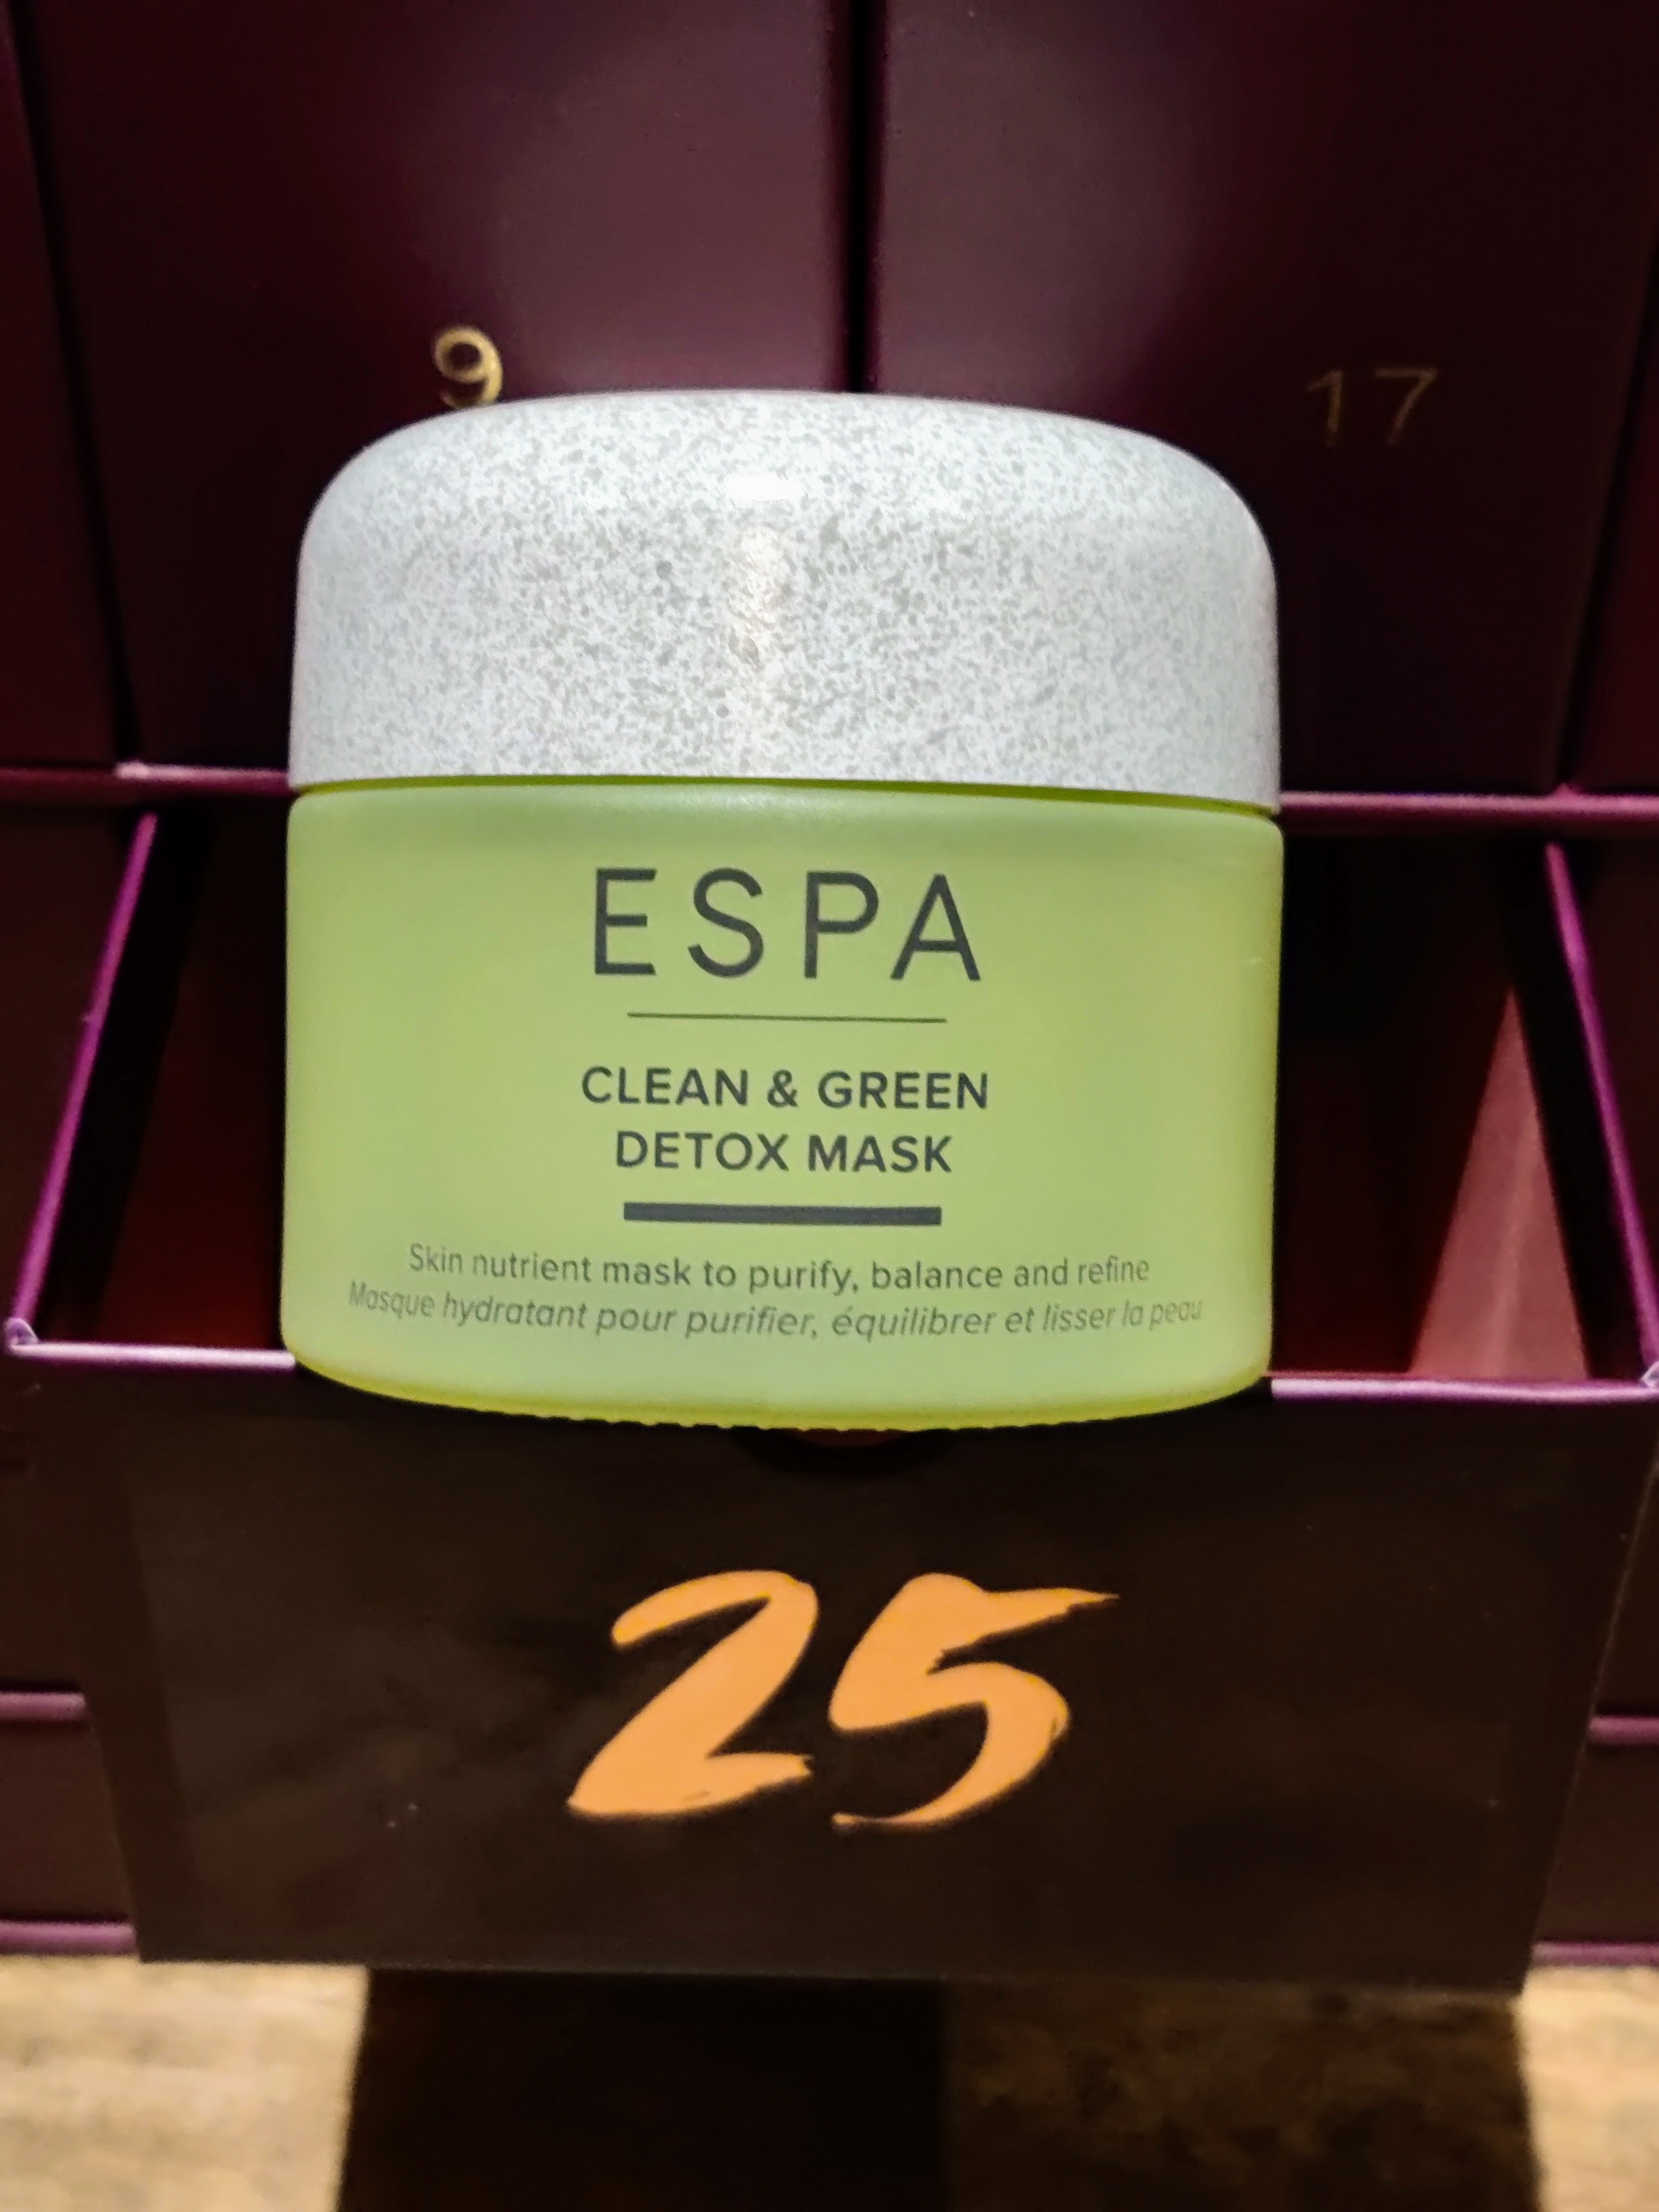 9
17
ESPA
CLEAN & GREEN
DETOX MASK
Skin nutrient mask to purify, balance and refine
Masque hydratant pour purifier, équilibrer et lisser la peau
25